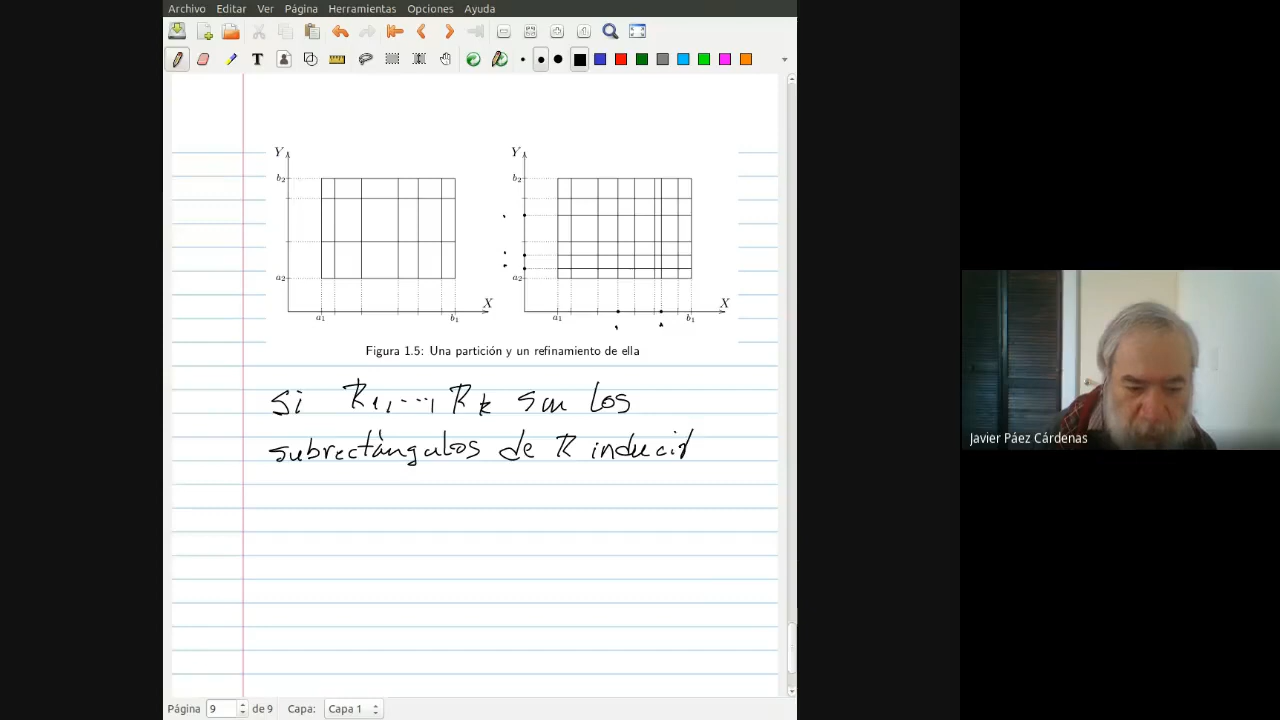 Archivo Editar Ver Página Herramientas Opciones Ayuda
Y
b₂
a₂
a₁
b₁
X
Y
b₂
a₂
a₁
b₁
X
Figura 1.5: Una partición y un refinamiento de ella
si R₁,...,Rₖ son los
subrectángulos de R inducid
Javier Páez Cárdenas
Página 9 de 9 Capa: Capa 1